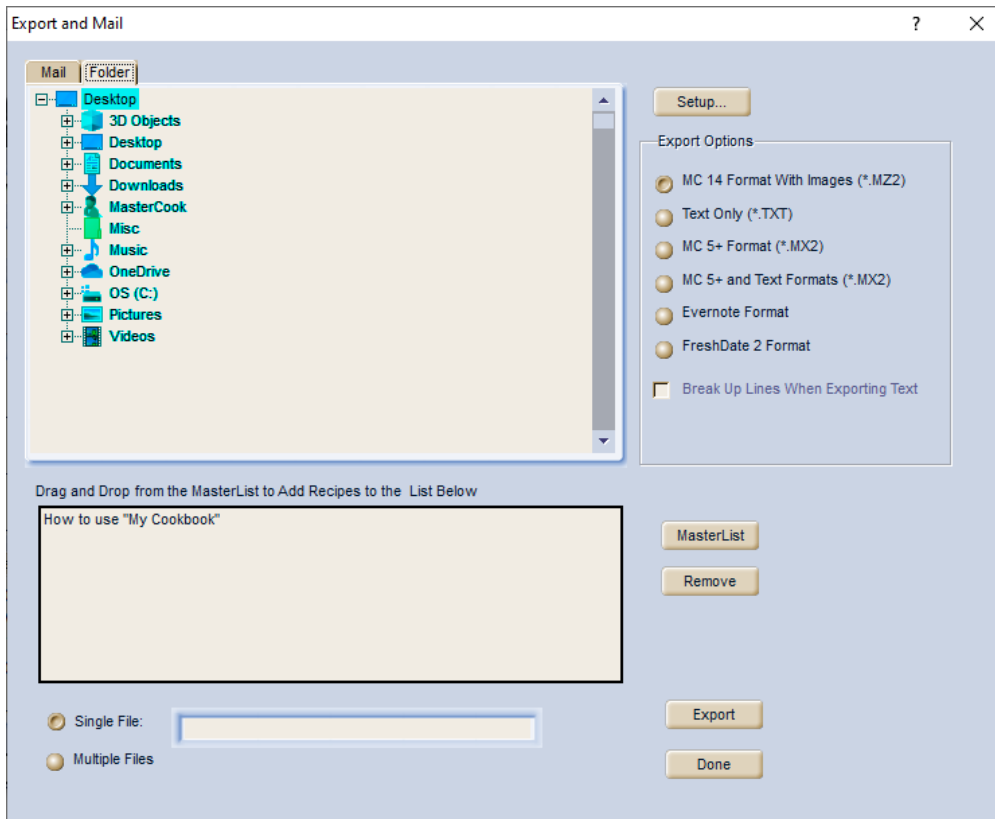 Export and Mail
?
Mail
Folder
Desktop
3D Objects
Desktop
Documents
Downloads
MasterCook
Misc
Music
OneDrive
OS (C:)
Pictures
Videos
Setup...
Export Options
MC 14 Format With Images (*.MZ2)
Text Only (*.TXT)
MC 5+ Format (*.MX2)
MC 5+ and Text Formats (*.MX2)
Evernote Format
FreshDate 2 Format
Break Up Lines When Exporting Text
Drag and Drop from the MasterList to Add Recipes to the List Below
How to use "My Cookbook"
MasterList
Remove
Single File:
Multiple Files
Export
Done